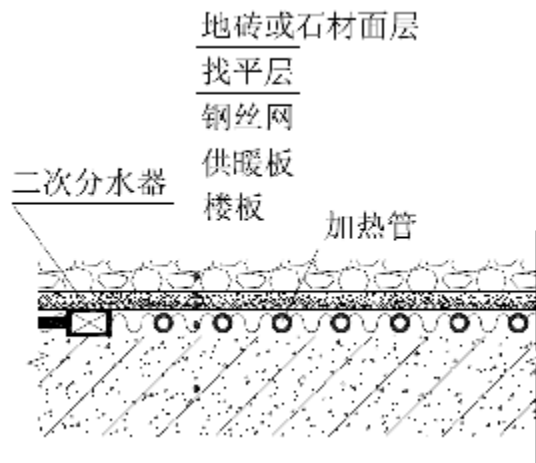 地砖或石材面层
找平层
钢丝网
供暖板
楼板
二次分水器
加热管